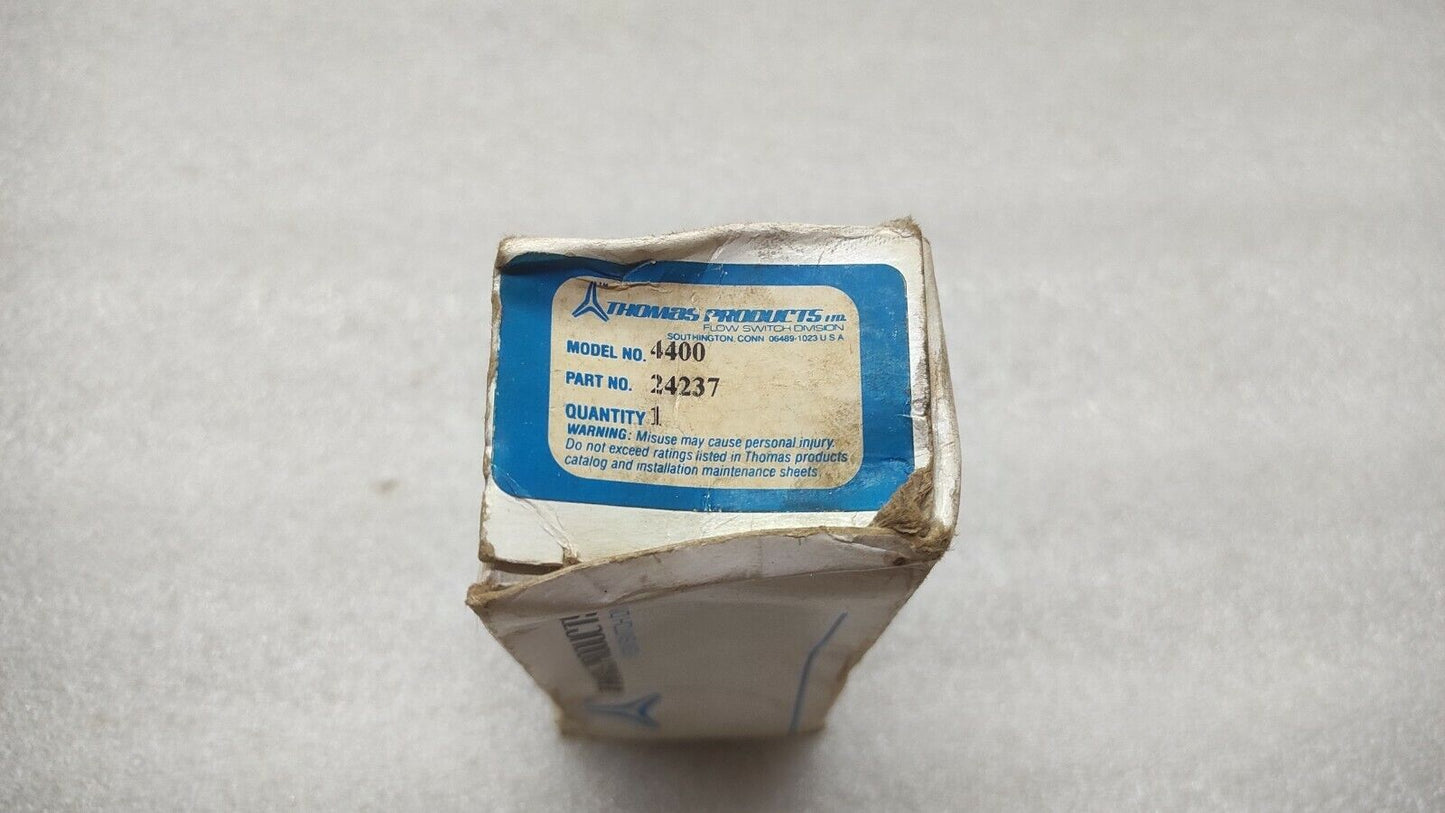 TM
THOMAS PRODUCTS LTD.
FLOW SWITCH DIVISION
SOUTHINGTON, CONN 06489-1023 U S A
MODEL NO. 4400
PART NO. 24237
QUANTITY 1
WARNING: Misuse may cause personal injury.
Do not exceed ratings listed in Thomas products
catalog and installation maintenance sheets